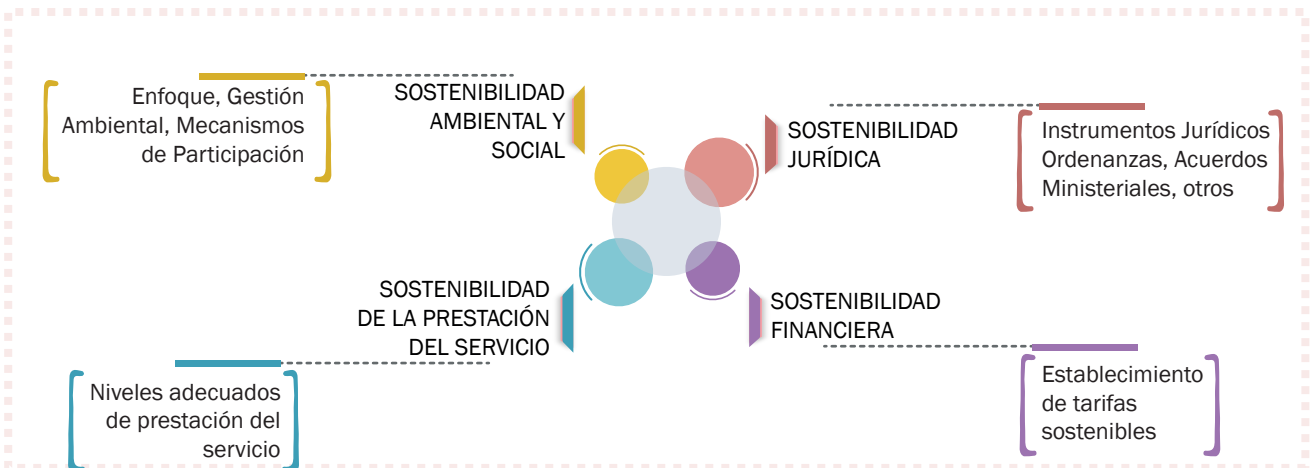 Enfoque, Gestión
Ambiental, Mecanismos
de Participación
SOSTENIBILIDAD
AMBIENTAL Y
SOCIAL
SOSTENIBILIDAD
JURÍDICA
Instrumentos Jurídicos
Ordenanzas, Acuerdos
Ministeriales, otros
SOSTENIBILIDAD
DE LA PRESTACIÓN
DEL SERVICIO
Niveles adecuados
de prestación del
servicio
SOSTENIBILIDAD
FINANCIERA
Establecimiento
de tarifas
sostenibles